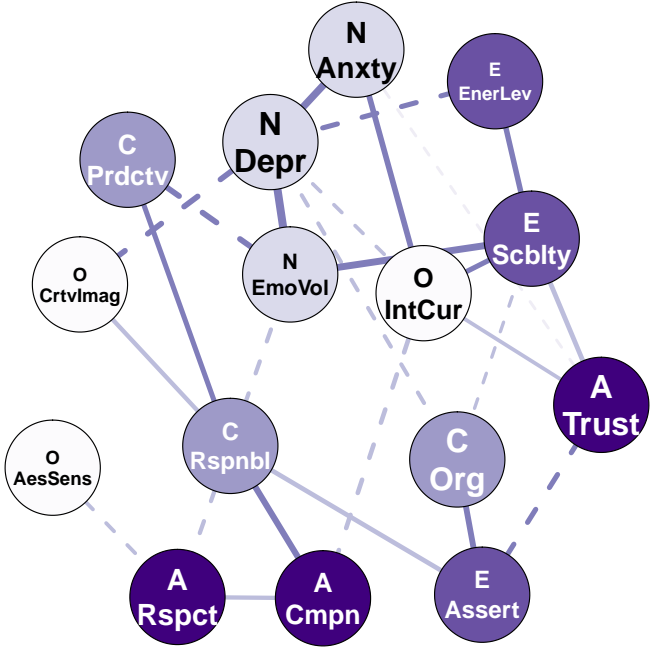 N
Anxty
E
EnerLev
N
Depr
C
Prdctv
E
Scblty
N
EmoVol
O
CrtvImag
O
IntCur
A
Trust
C
Rspnbl
C
Org
O
AesSens
A
Rspct
A
Cmpn
E
Assert